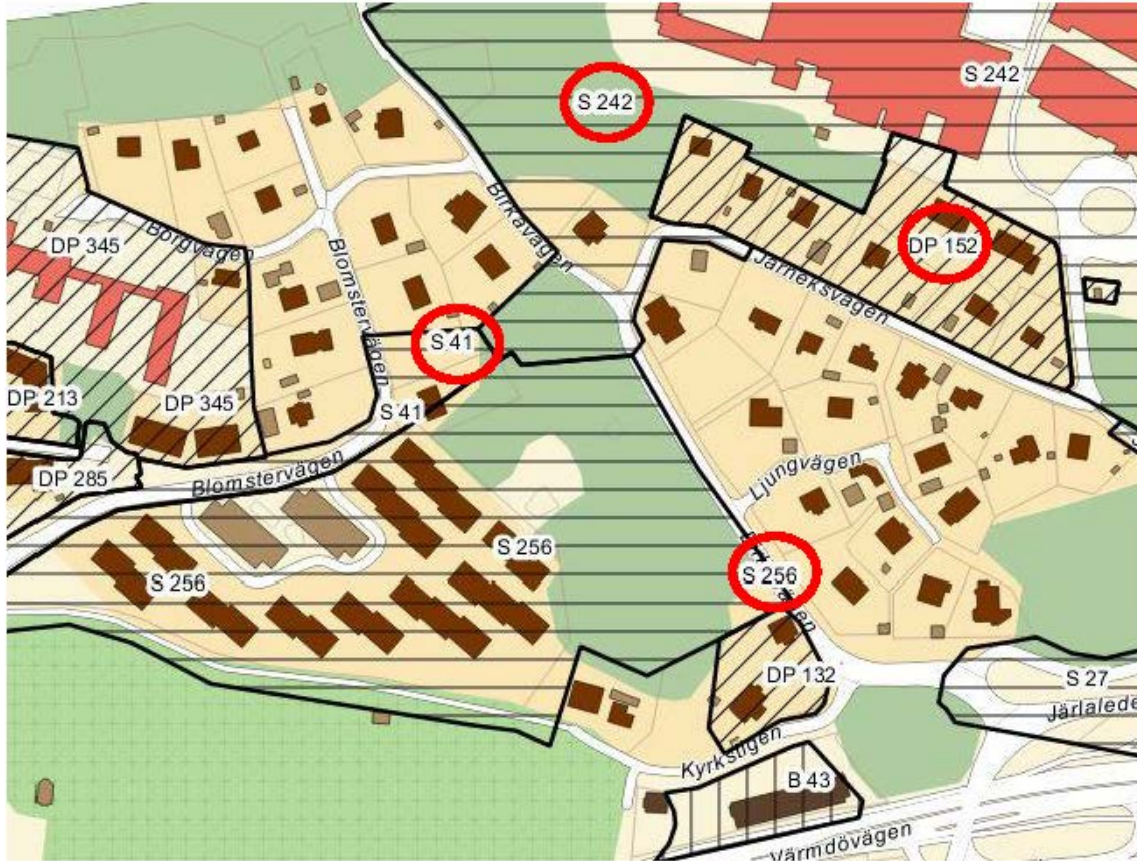 S 242
S 242
Birkavägen
DP 345
Borgvägen
Blomstervägen
DP 152
Järneksvägen
S 41
DP 213
DP 345
S 41
DP 285
Blomstervägen
Ljungvägen
S 256
S 256
S 256
DP 132
S 27
Järlalede
Kyrkstigen
B 43
Värmdövägen